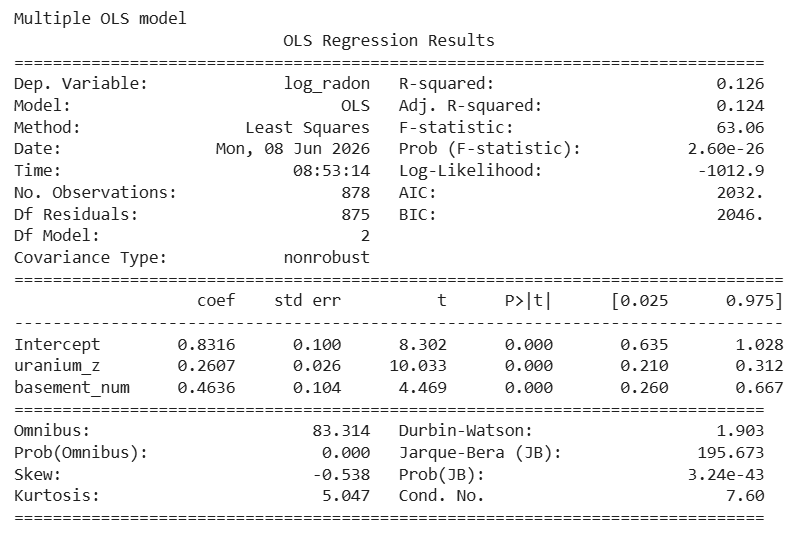 Multiple OLS model
OLS Regression Results
==============================================================================
Dep. Variable:              log_radon   R-squared:                       0.126
Model:                            OLS   Adj. R-squared:                  0.124
Method:                 Least Squares   F-statistic:                     63.06
Date:                Mon, 08 Jun 2026   Prob (F-statistic):           2.60e-26
Time:                        08:53:14   Log-Likelihood:                -1012.9
No. Observations:                 878   AIC:                             2032.
Df Residuals:                     875   BIC:                             2046.
Df Model:                           2
Covariance Type:            nonrobust
================================================================================
                   coef    std err          t      P>|t|      [0.025      0.975]
--------------------------------------------------------------------------------
Intercept        0.8316      0.100      8.302      0.000       0.635       1.028
uranium_z        0.2607      0.026     10.033      0.000       0.210       0.312
basement_num     0.4636      0.104      4.469      0.000       0.260       0.667
==============================================================================
Omnibus:                       83.314   Durbin-Watson:                   1.903
Prob(Omnibus):                  0.000   Jarque-Bera (JB):              195.673
Skew:                          -0.538   Prob(JB):                     3.24e-43
Kurtosis:                       5.047   Cond. No.                         7.60
==============================================================================